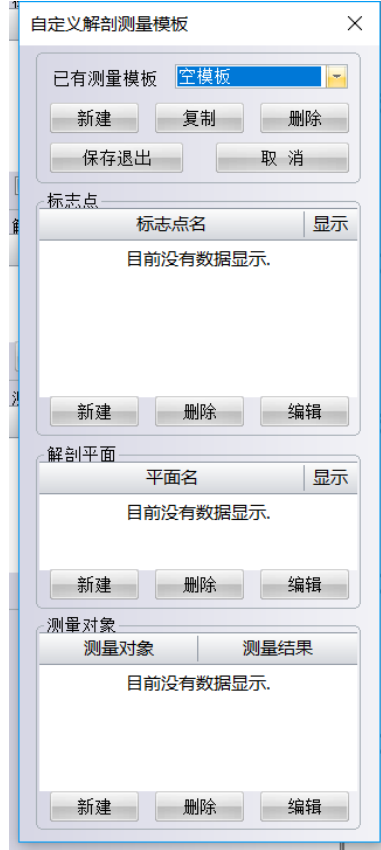 自定义解剖测量模板
已有测量模板 空模板
新建 复制 删除
保存退出 取 消
标志点
标志点名 显示
目前没有数据显示.
新建 删除 编辑
解剖平面
平面名 显示
目前没有数据显示.
新建 删除 编辑
测量对象
测量对象 测量结果
目前没有数据显示.
新建 删除 编辑